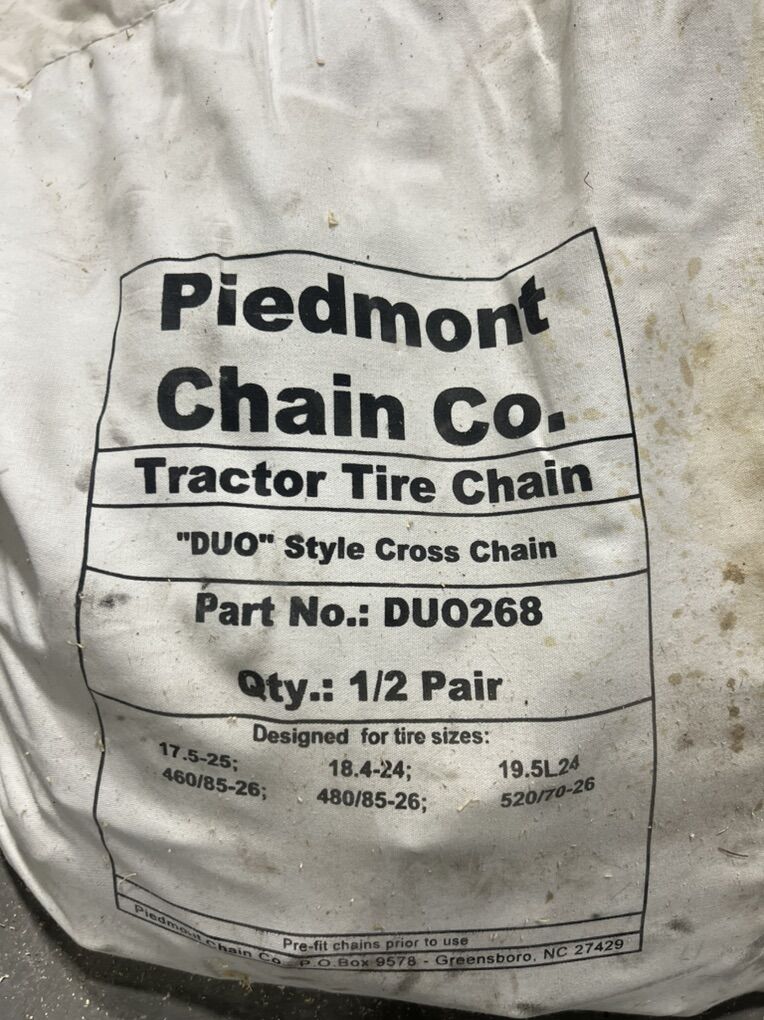 Piedmont
Chain Co.
Tractor Tire Chain
"DUO" Style Cross Chain
Part No.: DUO268
Qty.: 1/2 Pair
Designed for tire sizes:
17.5-25; 18.4-24; 19.5L24
460/85-26; 480/85-26; 520/70-26
Pre-fit chains prior to use
Piedmont Chain Co. P.O.Box 9578 - Greensboro, NC 27429